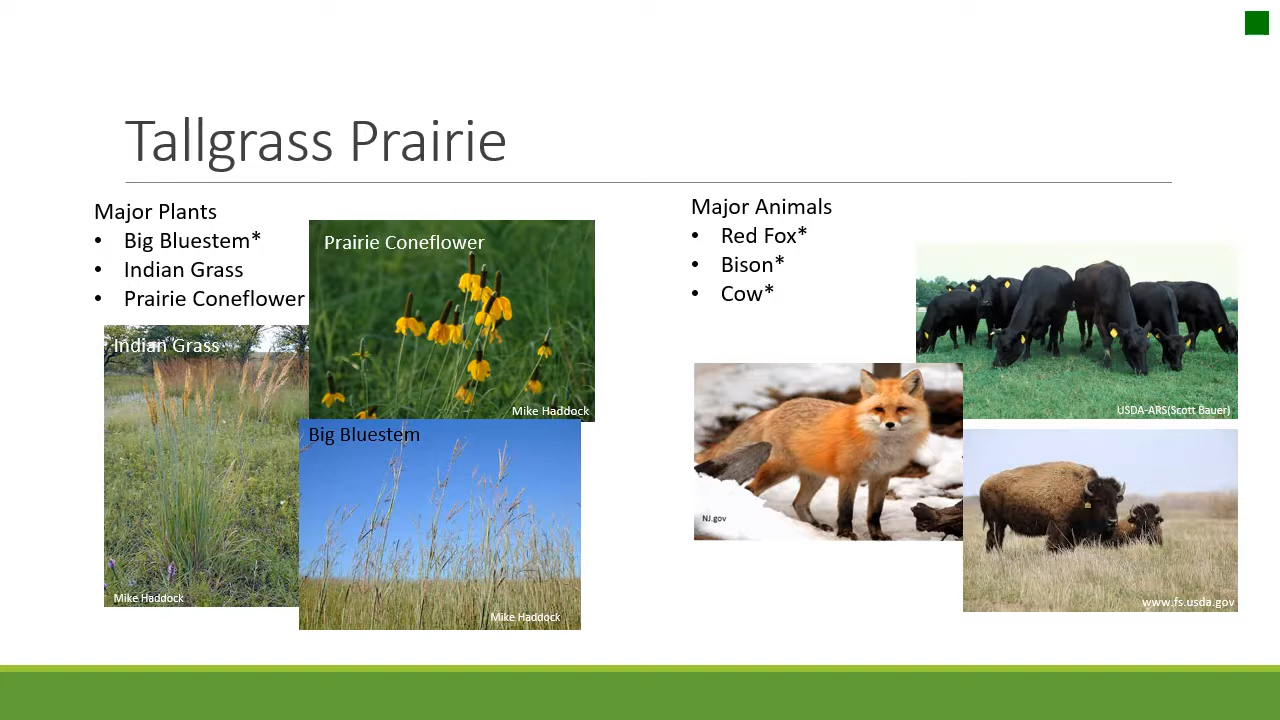 Tallgrass Prairie
Major Plants
• Big Bluestem*
• Indian Grass
• Prairie Coneflower
Prairie Coneflower
Mike Haddock
Indian Grass
Mike Haddock
Big Bluestem
Mike Haddock
Major Animals
• Red Fox*
• Bison*
• Cow*
USDA-ARS(Scott Bauer)
NJ.gov
www.fs.usda.gov